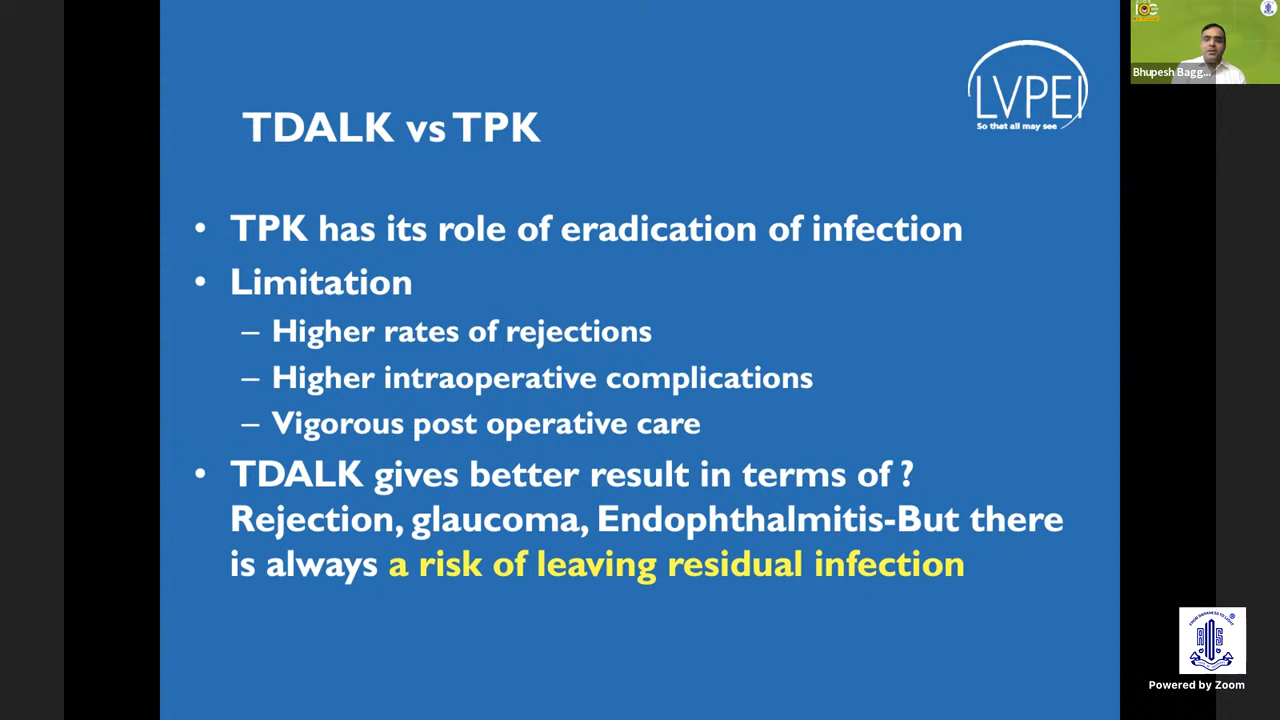 LVPEI
So that all may see
TDALK vs TPK
• TPK has its role of eradication of infection
• Limitation
– Higher rates of rejections
– Higher intraoperative complications
– Vigorous post operative care
• TDALK gives better result in terms of ?
Rejection, glaucoma, Endophthalmitis-But there
is always a risk of leaving residual infection
Bhupesh Bagg...
Powered by Zoom